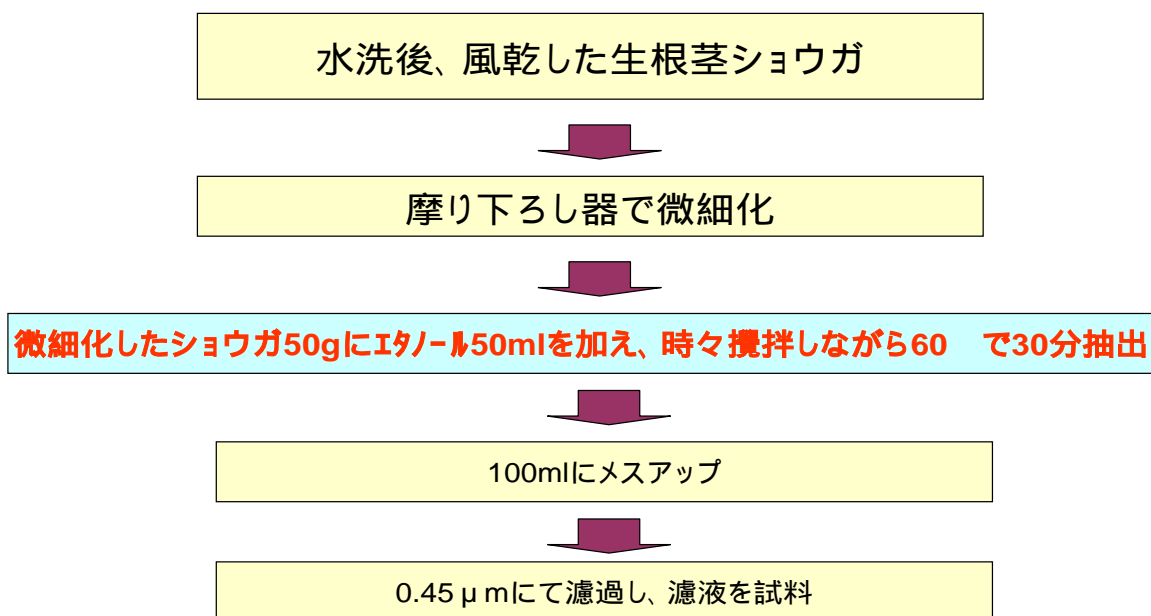 水洗後、風乾した生根茎ショウガ
摩り下ろし器で微細化
微細化したショウガ50gにｴﾀﾉｰﾙ50mlを加え、時々攪拌しながら60　で30分抽出
100mlにメスアップ
0.45μmにて濾過し、濾液を試料